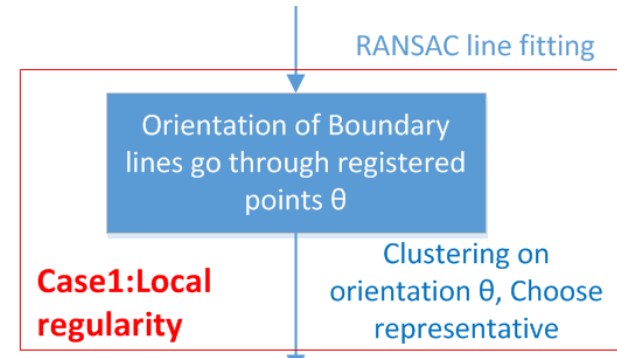 RANSAC line fitting
Orientation of Boundary
lines go through registered
points θ
Case1:Local
regularity
Clustering on
orientation θ, Choose
representative